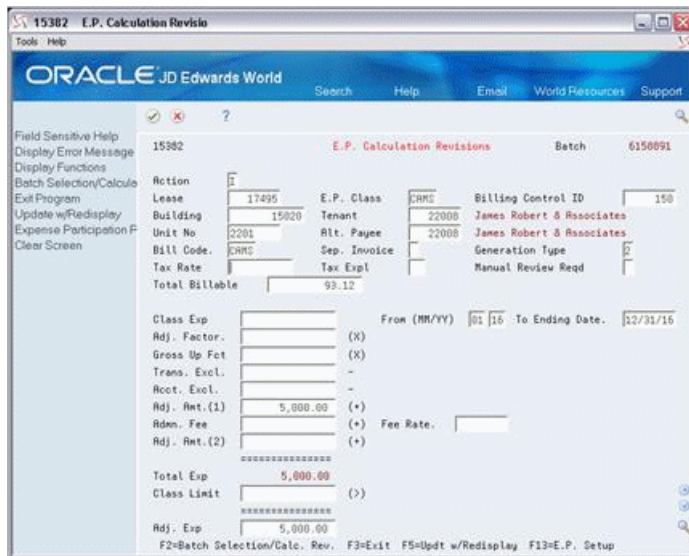 15382 E.P. Calculation Revisio
Tools Help
ORACLE JD Edwards World
Search Help Email World Resources Support
Field Sensitive Help
Display Error Message
Display Functions
Batch Selection/Calcula
Exit Program
Update w/Redisplay
Expense Participation F
Clear Screen
?
15382 E.P. Calculation Revisions Batch 6150891
Action I
Lease 17495 E.P. Class CAMS Billing Control ID 150
Building 15020 Tenant 22008 James Robert & Associates
Unit No 2201 Alt. Payee 22008 James Robert & Associates
Bill Code. CAMS Sep. Invoice Generation Type 2
Tax Rate Tax Expl Manual Review Reqd
Total Billable 93.12
Class Exp From (MM/YY) 01 16 To Ending Date. 12/31/16
Adj. Factor. (X)
Gross Up Fct (X)
Trans. Excl. -
Acct. Excl. -
Adj. Amt.(1) 5,000.00 (+)
Admn. Fee (+) Fee Rate.
Adj. Amt.(2) (+)
===============
Total Exp 5,000.00
Class Limit (>)
===============
Adj. Exp 5,000.00
F2=Batch Selection/Calc. Rev. F3=Exit F5=Updt w/Redisplay F13=E.P. Setup